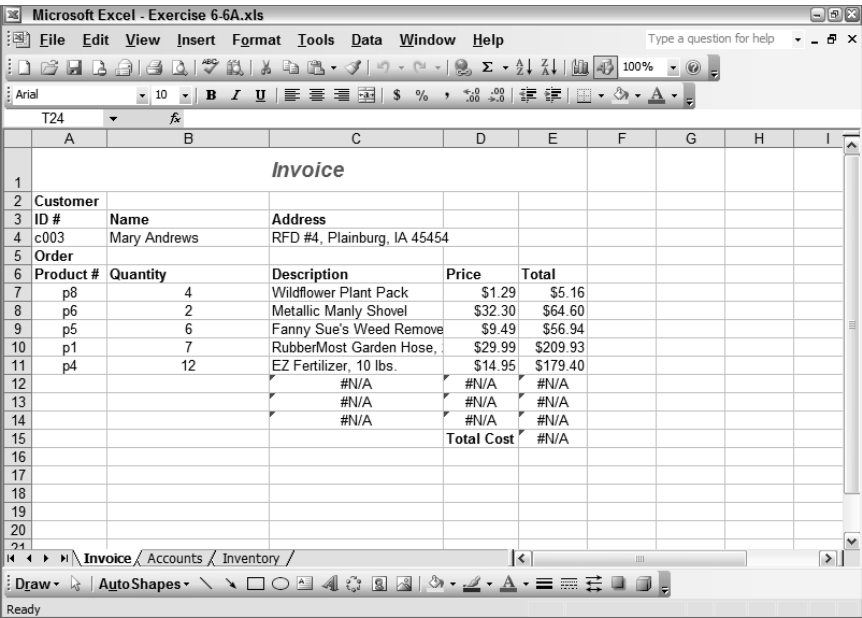 Microsoft Excel - Exercise 6-6A.xls
File Edit View Insert Format Tools Data Window Help Type a question for help
100%
Arial 10 B I U $ % ,
T24 fx
A B C D E F G H I
1 Invoice
2 Customer
3 ID # Name Address
4 c003 Mary Andrews RFD #4, Plainburg, IA 45454
5 Order
6 Product # Quantity Description Price Total
7 p8 4 Wildflower Plant Pack $1.29 $5.16
8 p6 2 Metallic Manly Shovel $32.30 $64.60
9 p5 6 Fanny Sue's Weed Remove $9.49 $56.94
10 p1 7 RubberMost Garden Hose, $29.99 $209.93
11 p4 12 EZ Fertilizer, 10 lbs. $14.95 $179.40
12 #N/A #N/A #N/A
13 #N/A #N/A #N/A
14 #N/A #N/A #N/A
15 Total Cost #N/A
16
17
18
19
20
21
Invoice Accounts Inventory
Draw AutoShapes
Ready